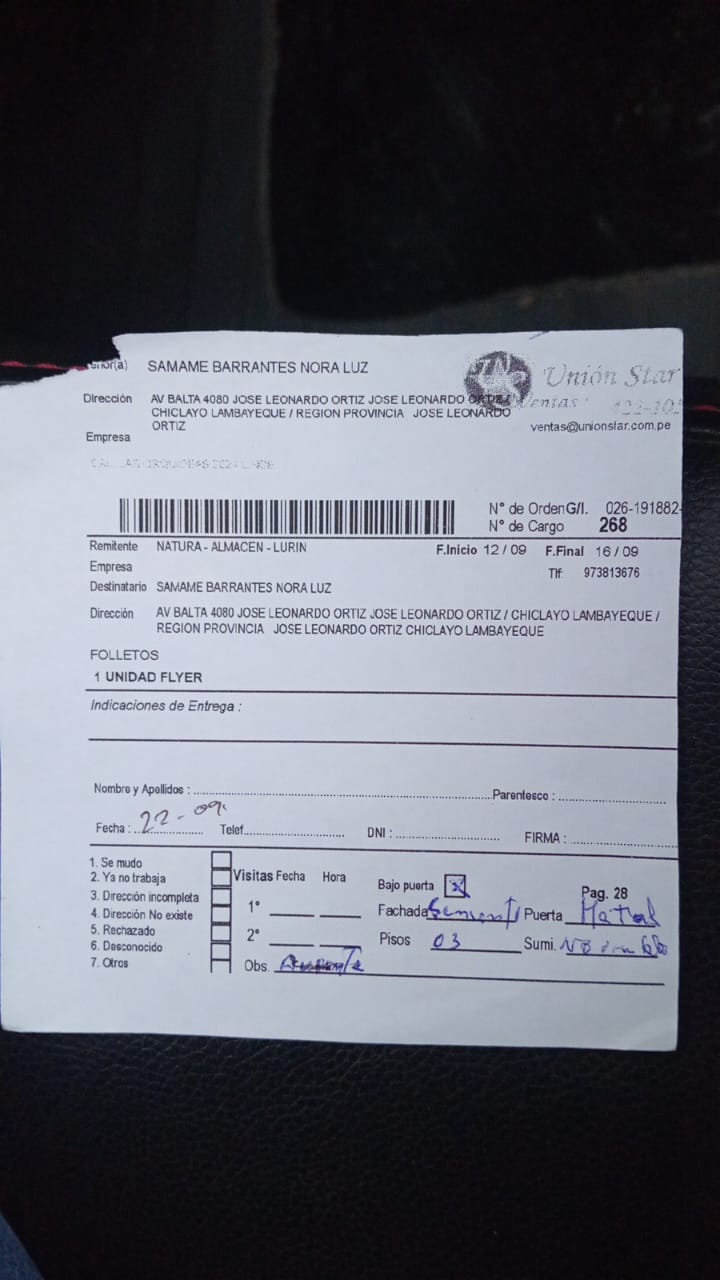 SAMAME BARRANTES NORA LUZ
Unión Star
Dirección AV BALTA 4080 JOSE LEONARDO ORTIZ JOSE LEONARDO ORTIZ /
CHICLAYO LAMBAYEQUE / REGION PROVINCIA JOSE LEONARDO
ORTIZ
Ventas:
ventas@unionstar.com.pe
Empresa
N° de Orden G/I. 026-191882-
N° de Cargo 268
Remitente NATURA - ALMACEN - LURIN
F.Inicio 12 / 09 F.Final 16 / 09
Empresa
Tlf: 973813676
Destinatario SAMAME BARRANTES NORA LUZ
Dirección AV BALTA 4080 JOSE LEONARDO ORTIZ JOSE LEONARDO ORTIZ / CHICLAYO LAMBAYEQUE /
REGION PROVINCIA JOSE LEONARDO ORTIZ CHICLAYO LAMBAYEQUE
FOLLETOS
1 UNIDAD FLYER
Indicaciones de Entrega :
Nombre y Apellidos : Parentesco :
Fecha : 22-09 Telef. DNI : FIRMA :
1. Se mudo
2. Ya no trabaja
3. Dirección incompleta
4. Dirección No existe
5. Rechazado
6. Desconocido
7. Otros
Visitas Fecha Hora
1°
2°
Obs.
Bajo puerta x
Pag. 28
Fachada Puerta
Pisos 03 Sumi.